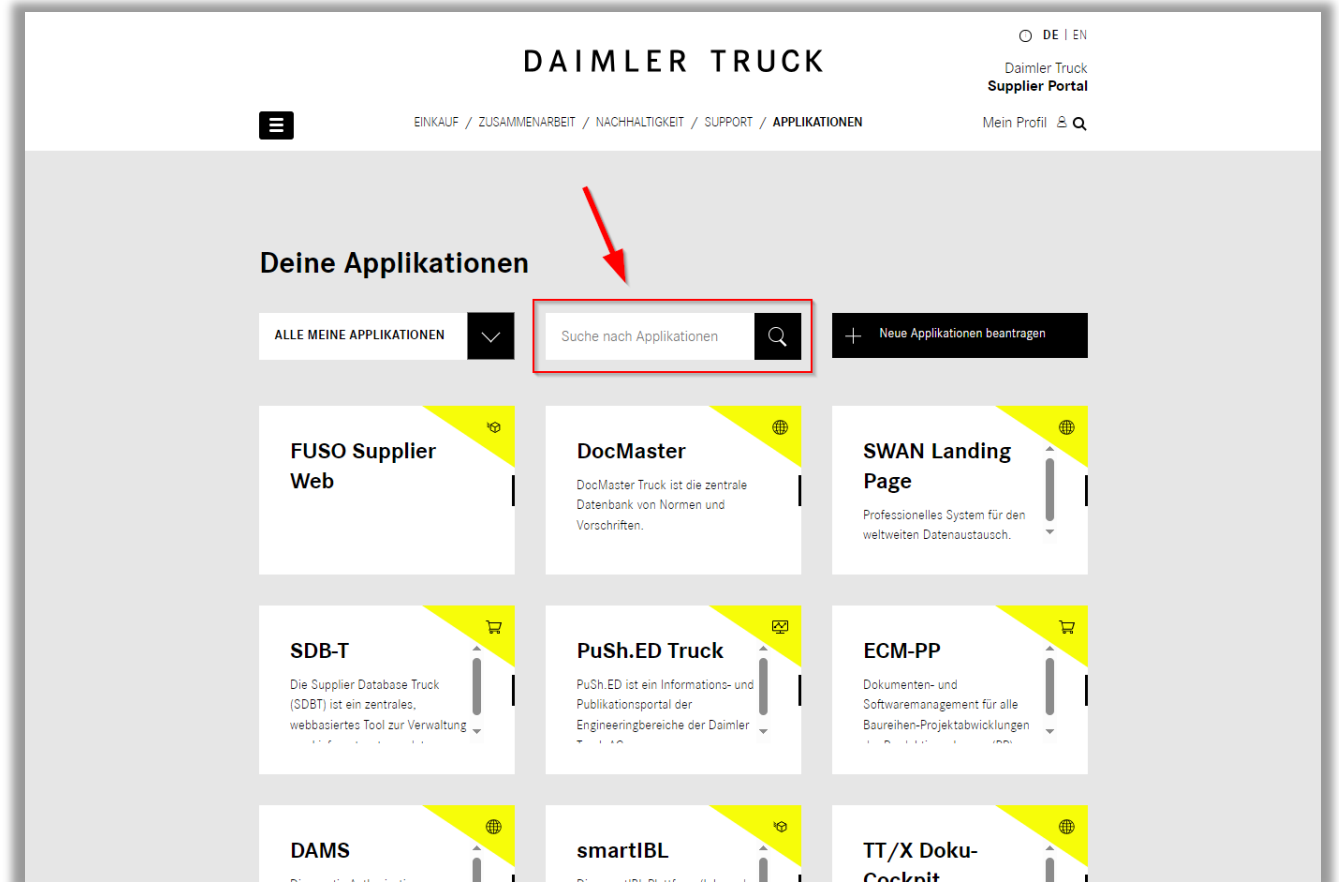 DE | EN
DAIMLER TRUCK
Daimler Truck
Supplier Portal
EINKAUF / ZUSAMMENARBEIT / NACHHALTIGKEIT / SUPPORT / APPLIKATIONEN
Mein Profil
Deine Applikationen
ALLE MEINE APPLIKATIONEN
Suche nach Applikationen
Neue Applikationen beantragen
FUSO Supplier
Web
DocMaster
DocMaster Truck ist die zentrale
Datenbank von Normen und
Vorschriften.
SWAN Landing
Page
Professionelles System für den
weltweiten Datenaustausch.
SDB-T
Die Supplier Database Truck
(SDBT) ist ein zentrales,
webbasiertes Tool zur Verwaltung
PuSh.ED Truck
PuSh.ED ist ein Informations- und
Publikationsportal der
Engineeringbereiche der Daimler
ECM-PP
Dokumenten- und
Softwaremanagement für alle
Baureihen-Projektabwicklungen
DAMS
smartIBL
TT/X Doku-
Cockpit